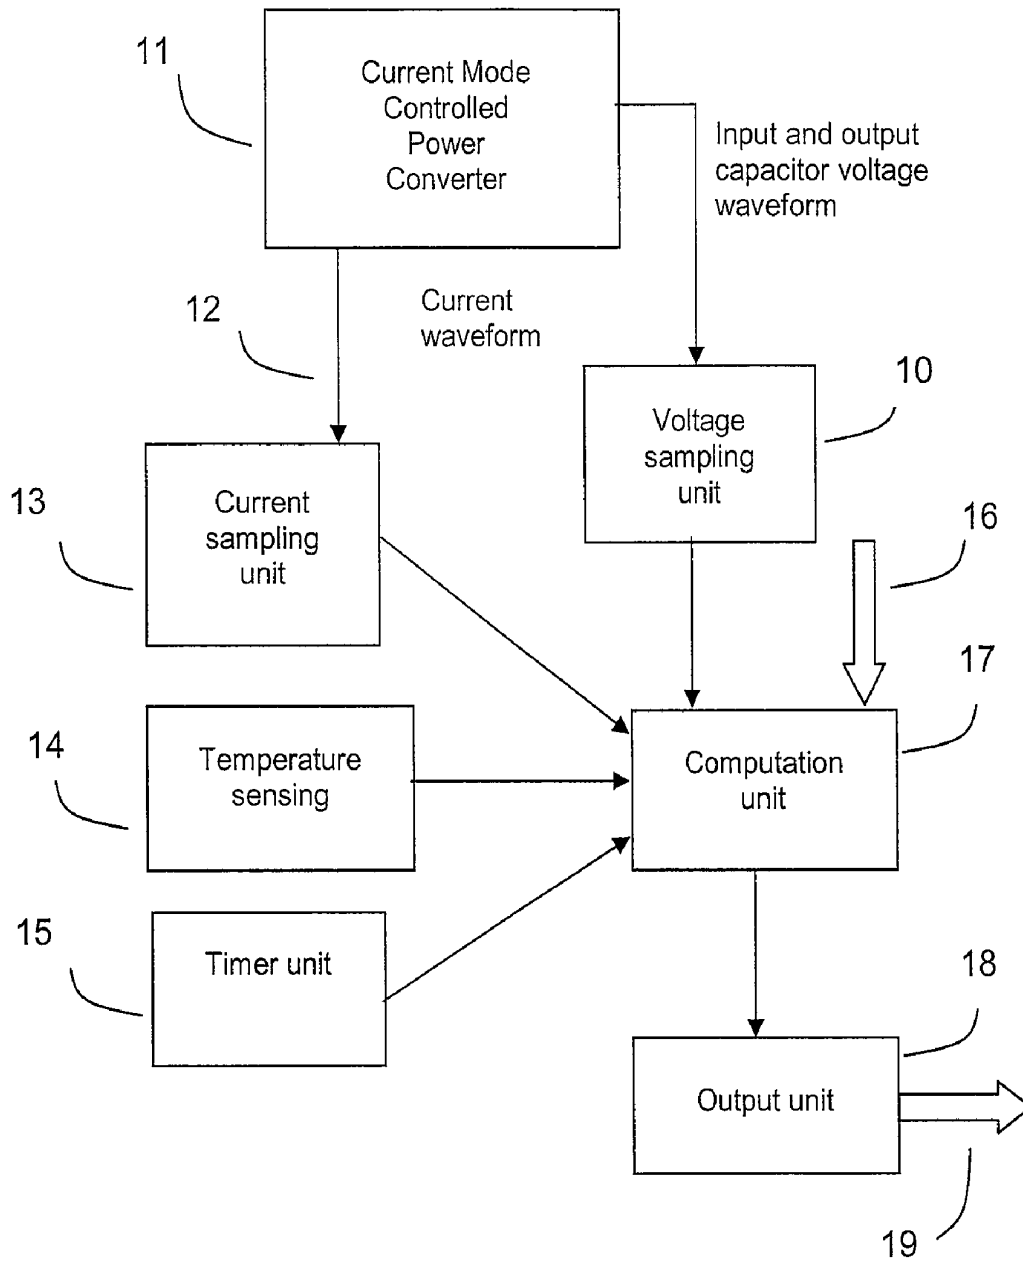 11
Current Mode
Controlled
Power
Converter
Input and output
capacitor voltage
waveform
12
Current
waveform
10
Voltage
sampling
unit
13
Current
sampling
unit
16
17
14
Temperature
sensing
Computation
unit
15
Timer unit
18
Output unit
19